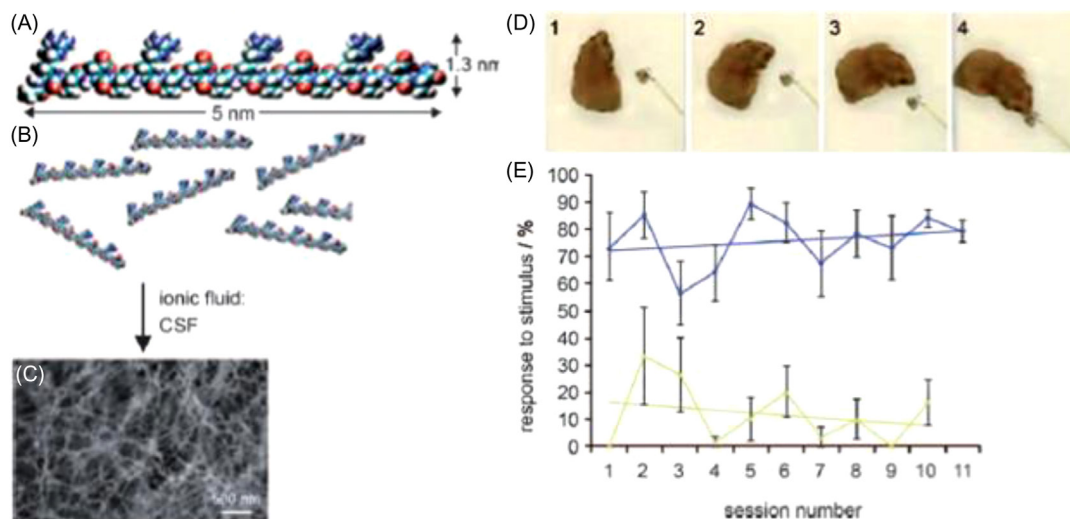 (A)
1.3 nm
5 nm
(B)
ionic fluid:
CSF
(C)
500 nm
(D)
1
2
3
4
(E)
response to stimulus / %
100
90
80
70
60
50
40
30
20
10
0
1 2 3 4 5 6 7 8 9 10 11
session number